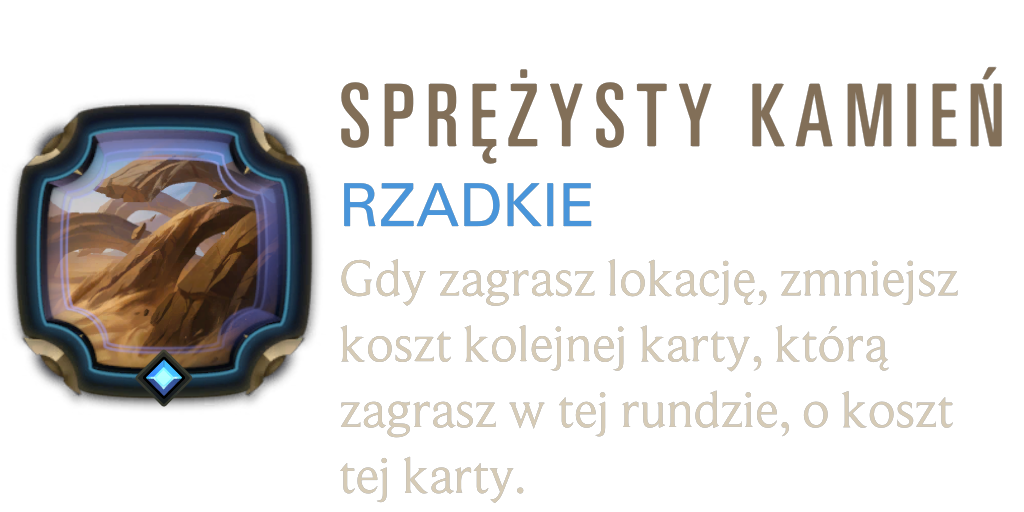 SPRĘŻYSTY KAMIEŃ
RZADKIE
Gdy zagrasz lokację, zmniejsz
koszt kolejnej karty, którą
zagrasz w tej rundzie, o koszt
tej karty.